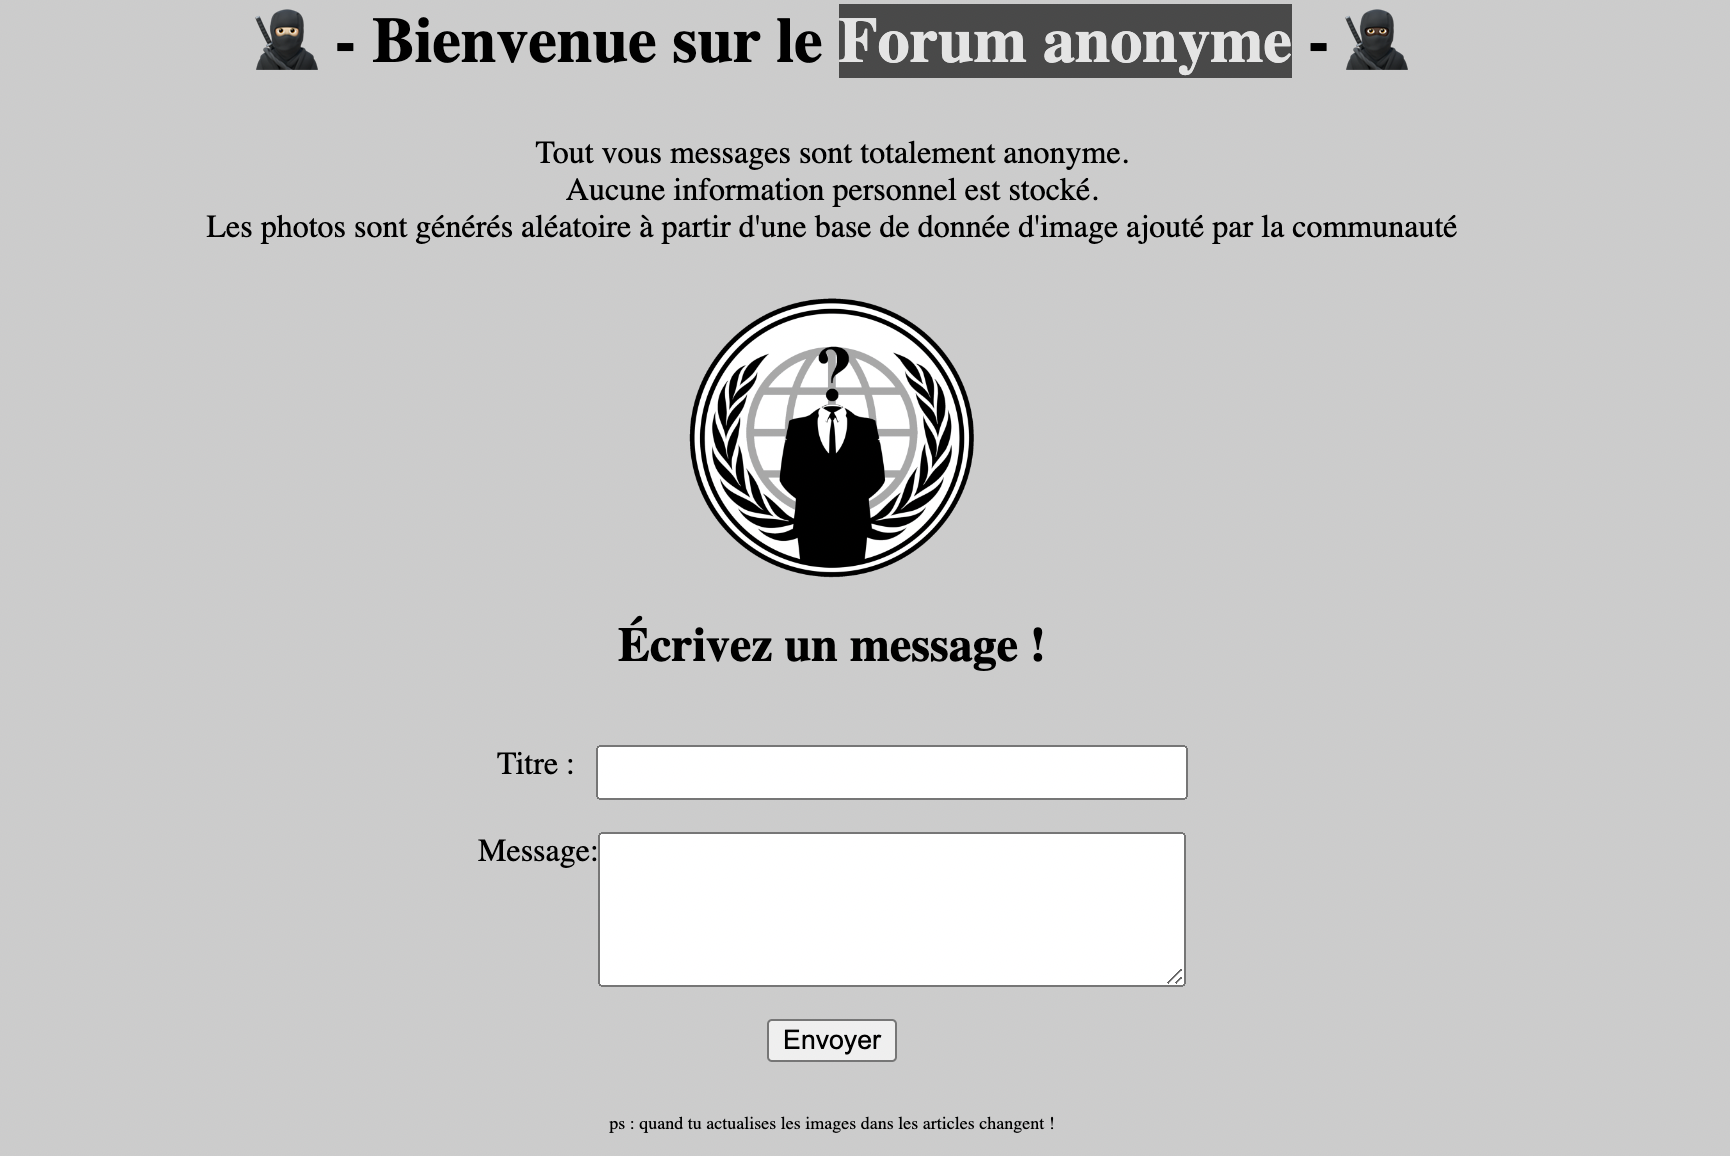 🥷🏻 - Bienvenue sur le Forum anonyme - 🥷🏻
Tout vous messages sont totalement anonyme.
Aucune information personnel est stocké.
Les photos sont générés aléatoire à partir d'une base de donnée d'image ajouté par la communauté
?
Écrivez un message !
Titre :
Message:
Envoyer
ps : quand tu actualises les images dans les articles changent !